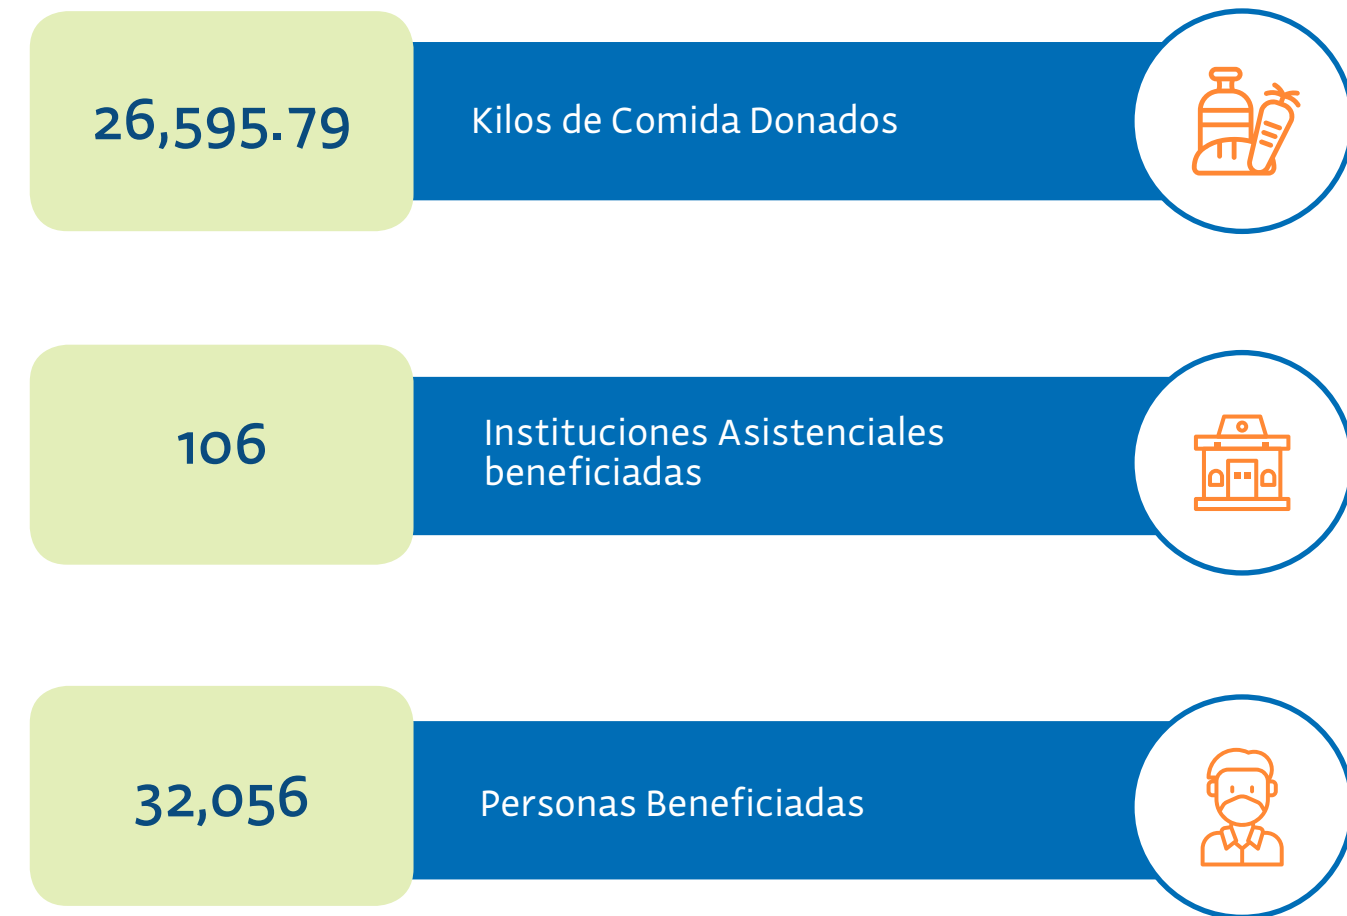 26,595.79
Kilos de Comida Donados
106
Instituciones Asistenciales
beneficiadas
32,056
Personas Beneficiadas